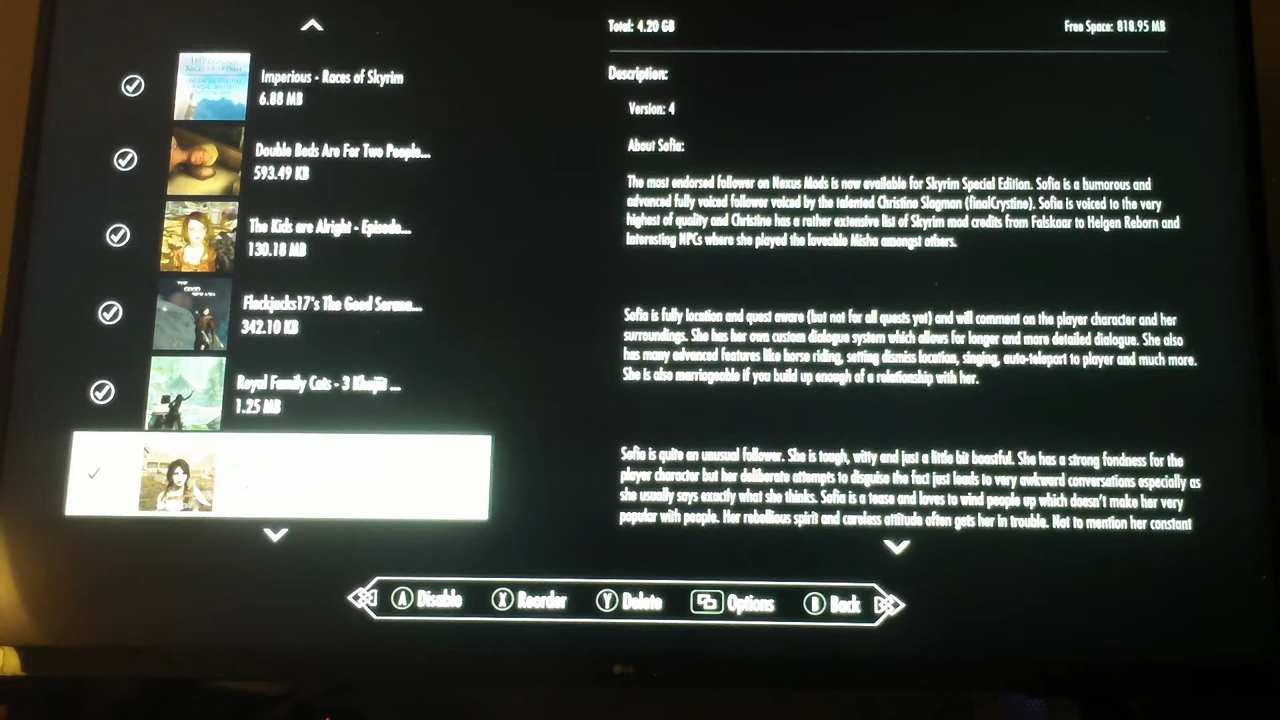 Total: 4.20 GB
Free Space: 818.95 MB
Imperious - Races of Skyrim
6.88 MB
Double Beds Are For Two People...
593.49 KB
The Kids are Alright - Episode...
130.18 MB
Fleckjacks17's The Good Serana...
342.10 KB
Royal Family Cats - 3 Khajiit ...
1.25 MB
Description:
Version: 4
About Sofia:
The most endorsed follower on Nexus Mods is now available for Skyrim Special Edition. Sofia is a humorous and
advanced fully voiced follower voiced by the talented Christine Slagman (finalCrystine). Sofia is voiced to the very
highest of quality and Christine has a rather extensive list of Skyrim mod credits from Falskaar to Helgen Reborn and
Interesting NPCs where she played the loveable Misha amongst others.
Sofia is fully location and quest aware (but not for all quests yet) and will comment on the player character and her
surroundings. She has her own custom dialogue system which allows for longer and more detailed dialogue. She also
has many advanced features like horse riding, setting dismiss location, singing, auto-teleport to player and much more.
She is also marriageable if you build up enough of a relationship with her.
Sofia is quite an unusual follower. She is tough, witty and just a little bit boastful. She has a strong fondness for the
player character but her deliberate attempts to disguise the fact just leads to very awkward conversations especially as
she usually says exactly what she thinks. Sofia is a tease and loves to wind people up which doesn't make her very
popular with people. Her rebellious spirit and careless attitude often gets her in trouble. Not to mention her constant
A Disable X Reorder Y Delete Options B Back
LG